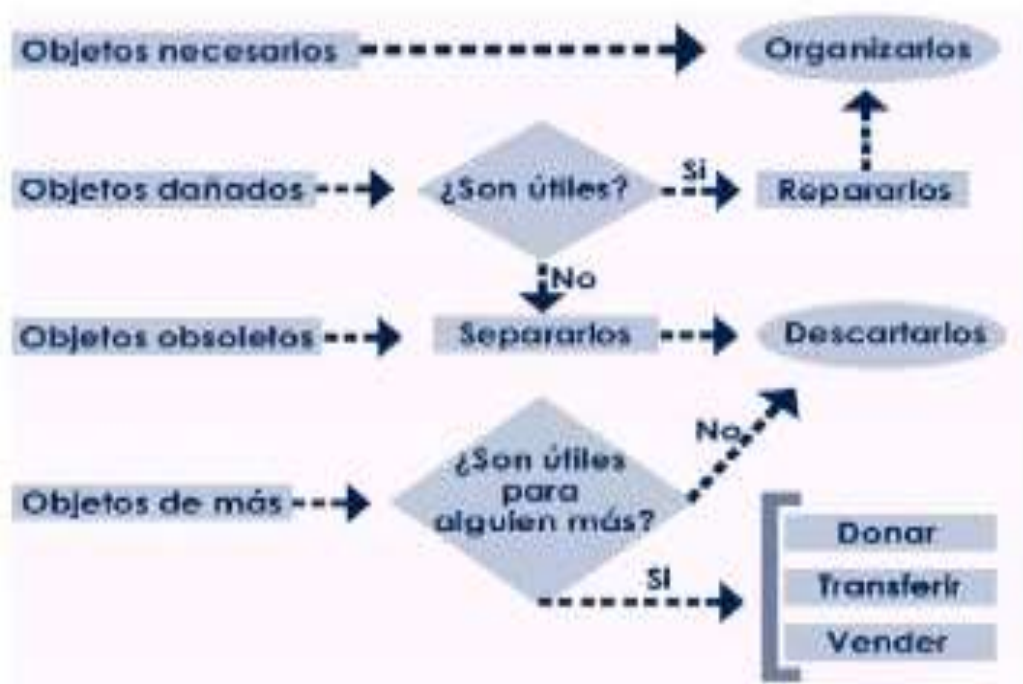 Objetos necesarios
Organizarlos
Objetos dañados
¿Son útiles?
Si
Repararlos
No
Objetos obsoletos
Separarlos
Descartarlos
No
Objetos de más
¿Son útiles
para
alguien más?
Si
Donar
Transferir
Vender